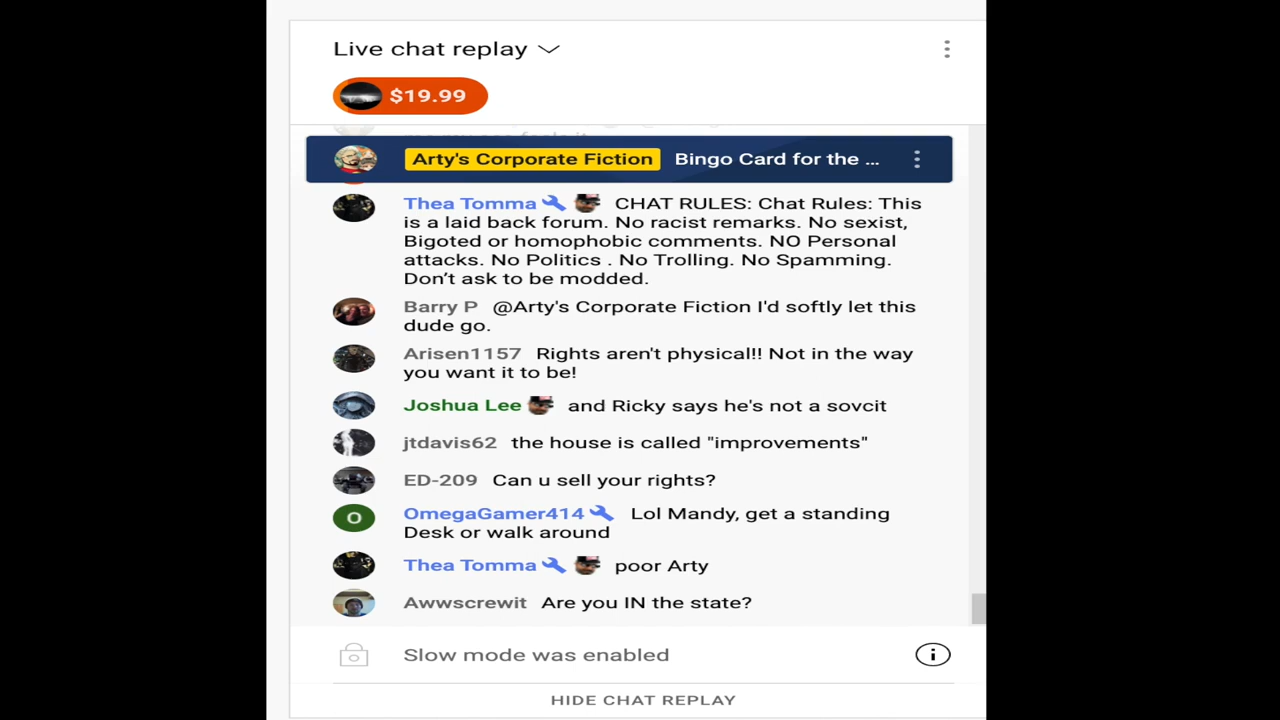 Live chat replay
$19.99
Arty's Corporate Fiction Bingo Card for the ...
Thea Tomma CHAT RULES: Chat Rules: This
is a laid back forum. No racist remarks. No sexist,
Bigoted or homophobic comments. NO Personal
attacks. No Politics . No Trolling. No Spamming.
Don't ask to be modded.
Barry P @Arty's Corporate Fiction I'd softly let this
dude go.
Arisen1157 Rights aren't physical!! Not in the way
you want it to be!
Joshua Lee and Ricky says he's not a sovcit
jtdavis62 the house is called "improvements"
ED-209 Can u sell your rights?
O
OmegaGamer414 Lol Mandy, get a standing
Desk or walk around
Thea Tomma poor Arty
Awwscrewit Are you IN the state?
Slow mode was enabled
HIDE CHAT REPLAY